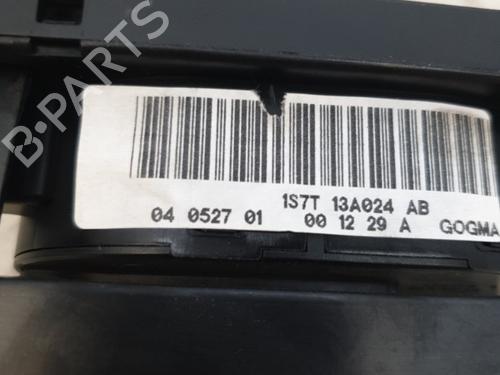 B-PARTS
1S7T 13A024 AB
04 0527 01 00 12 29 A GOGMA